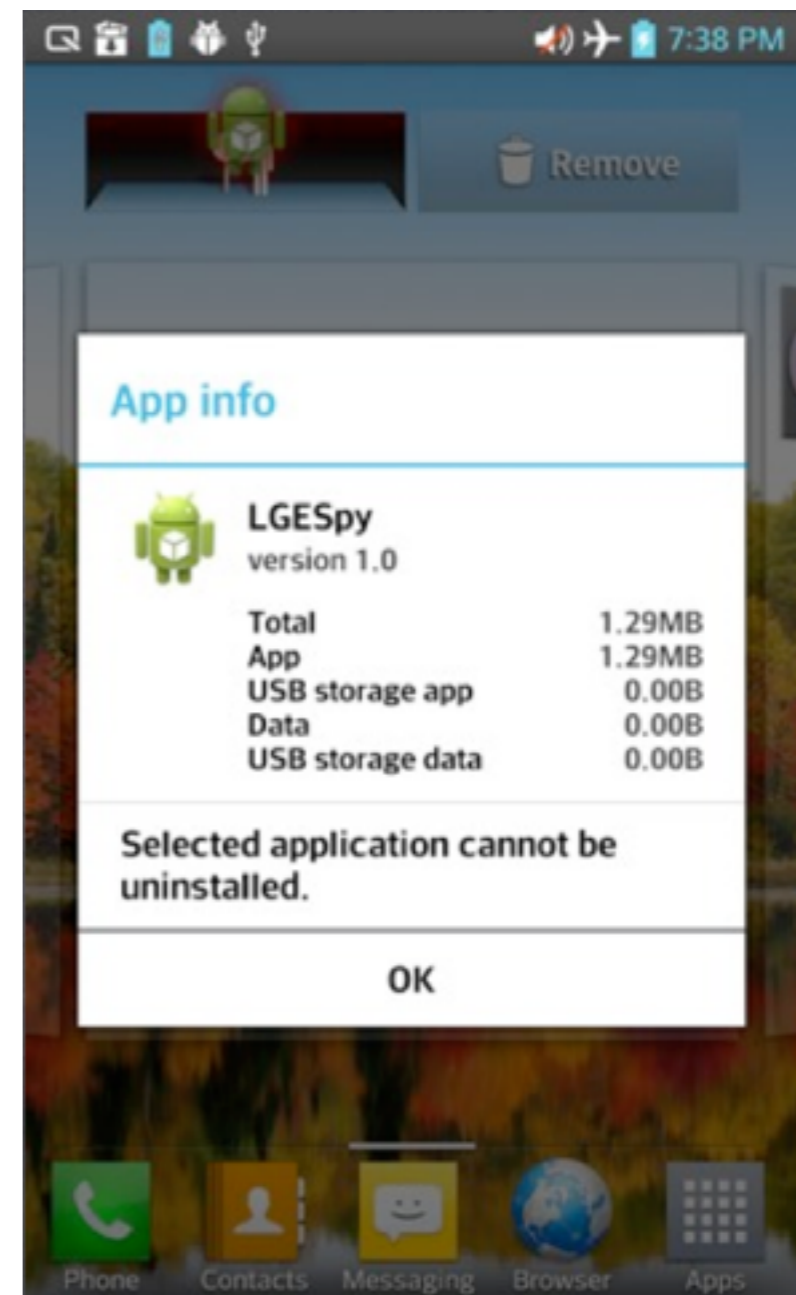 7:38 PM
Remove
App info
LGESpy
version 1.0
Total 1.29MB
App 1.29MB
USB storage app 0.00B
Data 0.00B
USB storage data 0.00B
Selected application cannot be
uninstalled.
OK
Phone Contacts Messaging Browser Apps